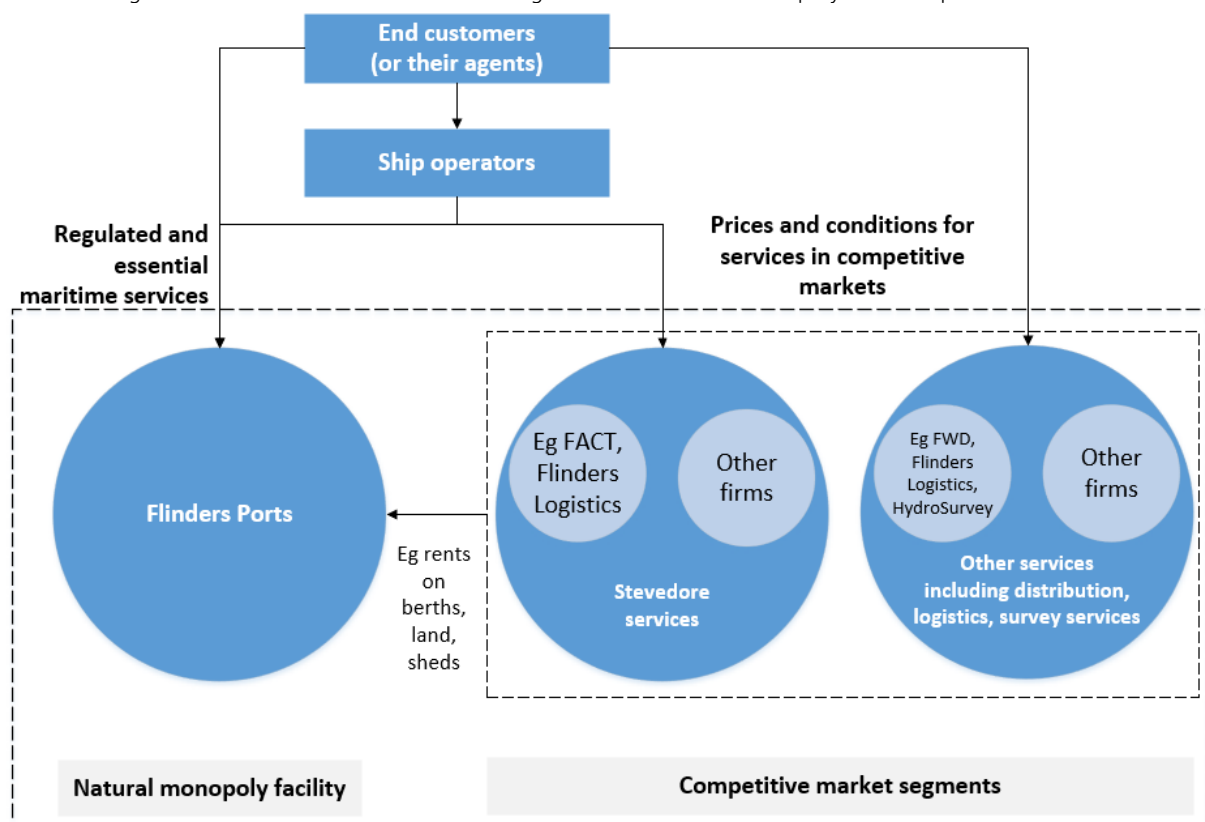 End customers
(or their agents)
Ship operators
Regulated and
essential
maritime services
Prices and conditions for
services in competitive
markets
Flinders Ports
Eg rents
on
berths,
land,
sheds
Eg FACT,
Flinders
Logistics
Other
firms
Stevedore
services
Eg FWD,
Flinders
Logistics,
HydroSurvey
Other
firms
Other services
including distribution,
logistics, survey services
Natural monopoly facility
Competitive market segments